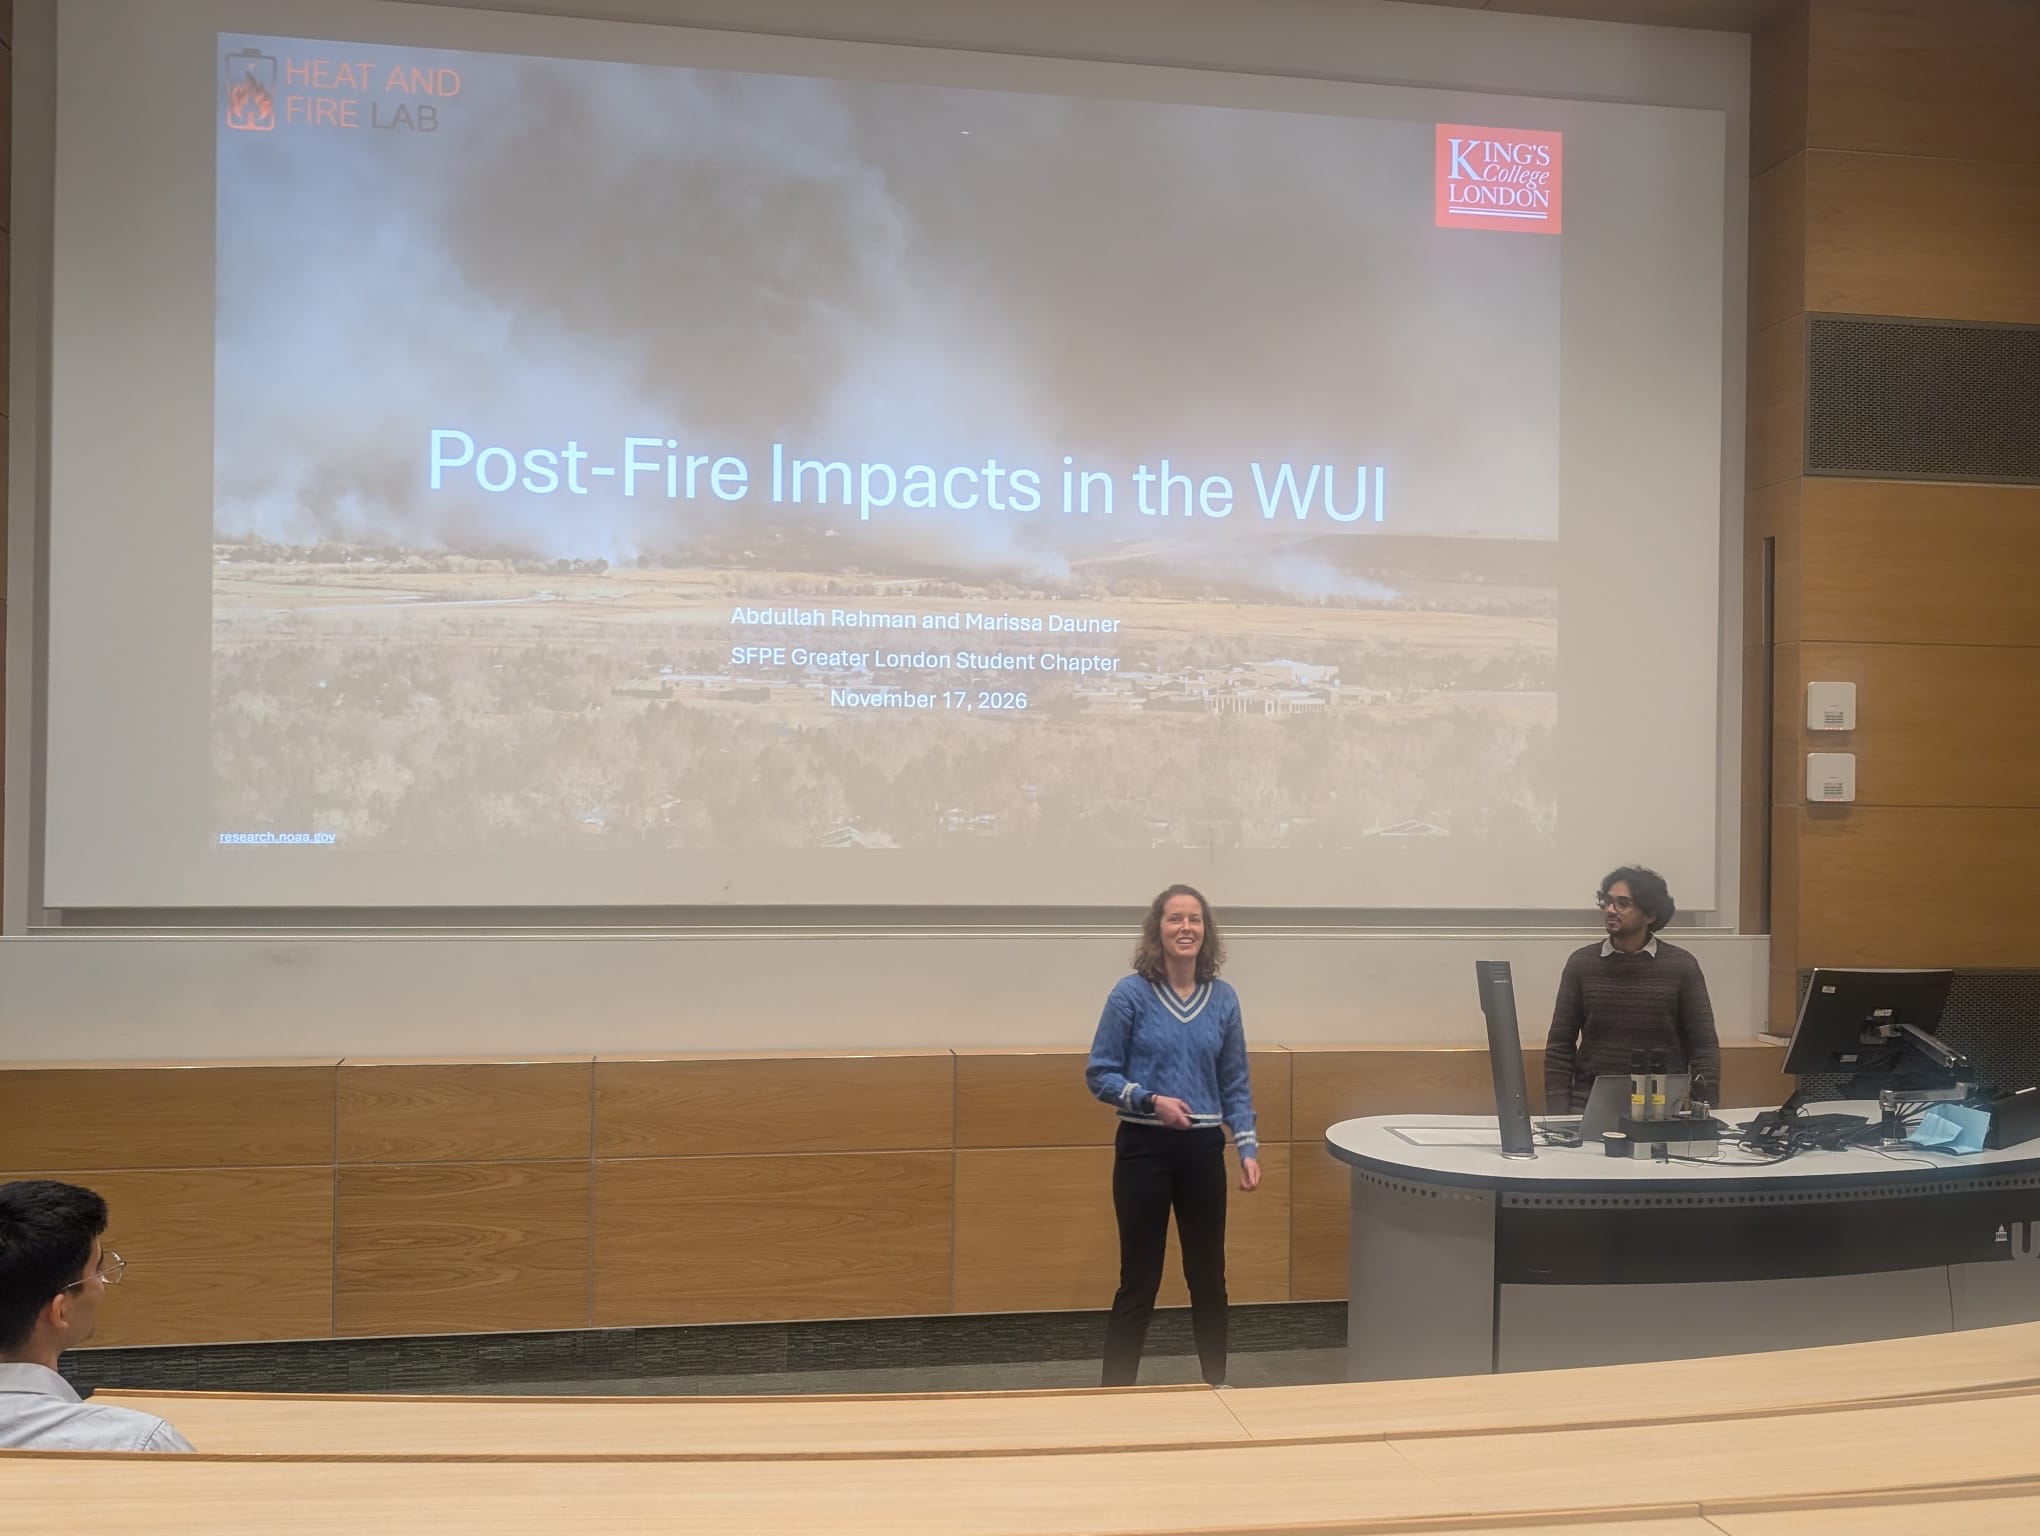 HEAT AND
FIRE LAB
KING'S
College
LONDON
Post-Fire Impacts in the WUI
Abdullah Rehman and Marissa Dauner
SFPE Greater London Student Chapter
November 17, 2026
research.noaa.gov